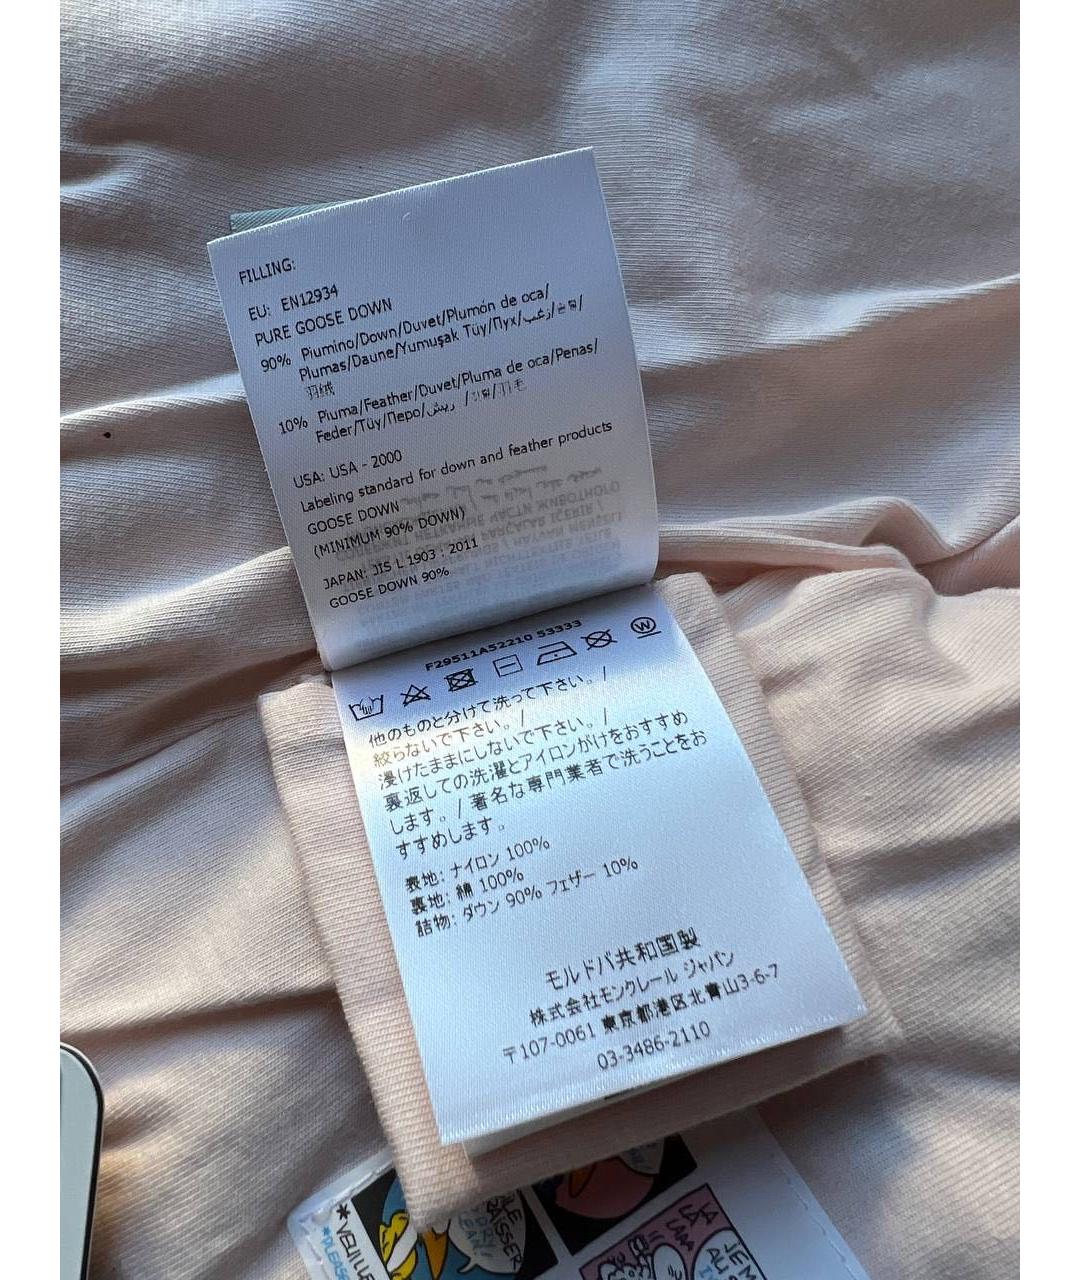 FILLING:
EU: EN12934
PURE GOOSE DOWN
90% Piumino/Down/Duvet/Plumón de oca/
Plumas/Daune/Yumuşak Tüy/Пух/زغب/솜털/
羽绒
10% Piuma/Feather/Duvet/Pluma de oca/Penas/
Feder/Tüy/Перо/ريش /깃털/羽毛
USA: USA - 2000
Labeling standard for down and feather products
GOOSE DOWN
(MINIMUM 90% DOWN)
JAPAN: JIS L 1903 : 2011
GOOSE DOWN 90%
F29511A52210 53333
W
他のものと分けて洗って下さい。/
絞らないで下さい。/
浸けたままにしないで下さい。/
裏返しての洗濯とアイロンがけをおすすめ
します。/ 著名な専門業者で洗うことをお
すすめします。
表地: ナイロン 100%
裏地: 綿 100%
詰物: ダウン 90% フェザー 10%
モルドバ共和国製
株式会社モンクレール ジャパン
〒107-0061 東京都港区北青山3-6-7
03-3486-2110